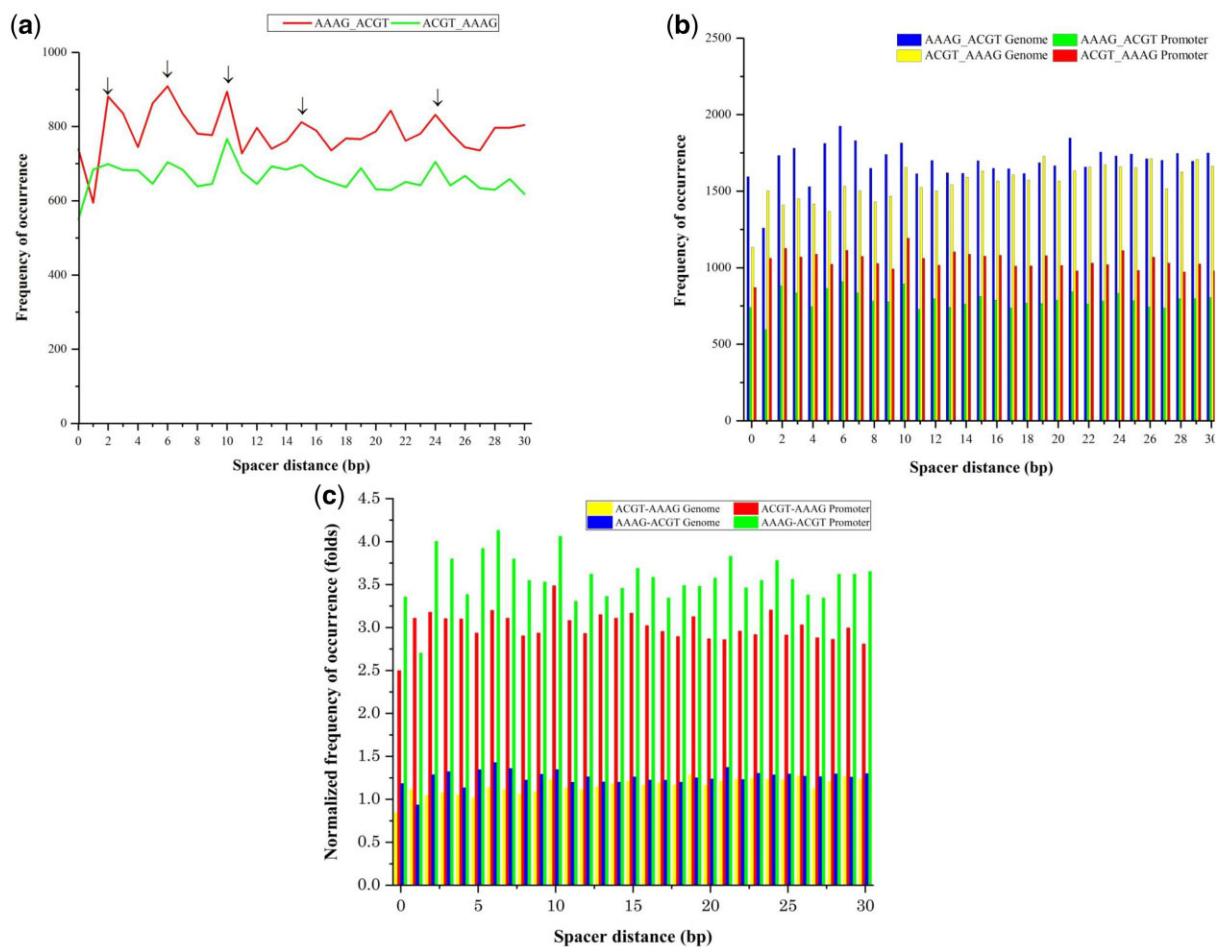 (a)
AAAG_ACGT ACGT_AAAG
1000
800
600
400
200
0
Frequency of occurrence
0 2 4 6 8 10 12 14 16 18 20 22 24 26 28 30
Spacer distance (bp)
(b)
AAAG_ACGT Genome AAAG_ACGT Promoter
ACGT_AAAG Genome ACGT_AAAG Promoter
2500
2000
1500
1000
500
0
Frequency of occurrence
0 2 4 6 8 10 12 14 16 18 20 22 24 26 28 30
Spacer distance (bp)
(c)
ACGT-AAAG Genome ACGT-AAAG Promoter
AAAG-ACGT Genome AAAG-ACGT Promoter
4.5
4.0
3.5
3.0
2.5
2.0
1.5
1.0
0.5
0.0
Normalized frequency of occurrence (folds)
0 5 10 15 20 25 30
Spacer distance (bp)